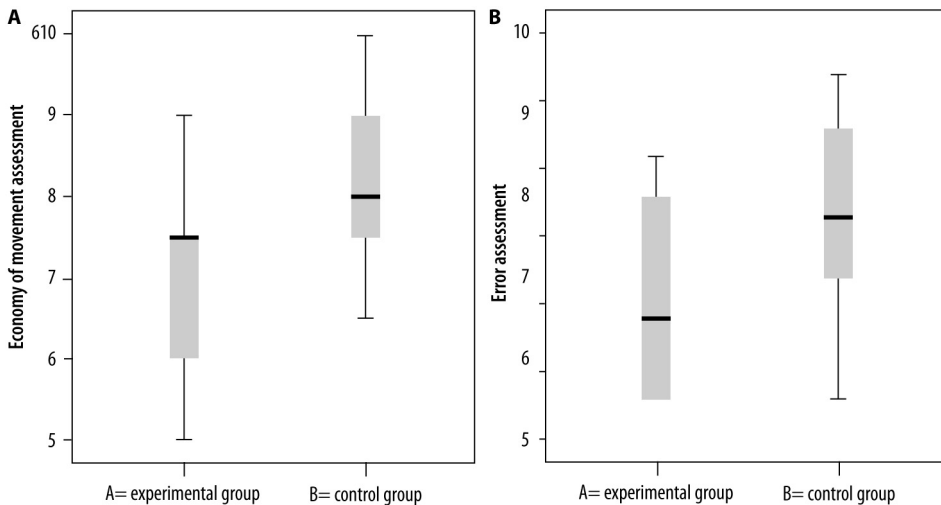 A
Economy of movement assessment
610
9
8
7
6
5
A= experimental group
B= control group
B
Error assessment
10
9
8
7
6
5
A= experimental group
B= control group